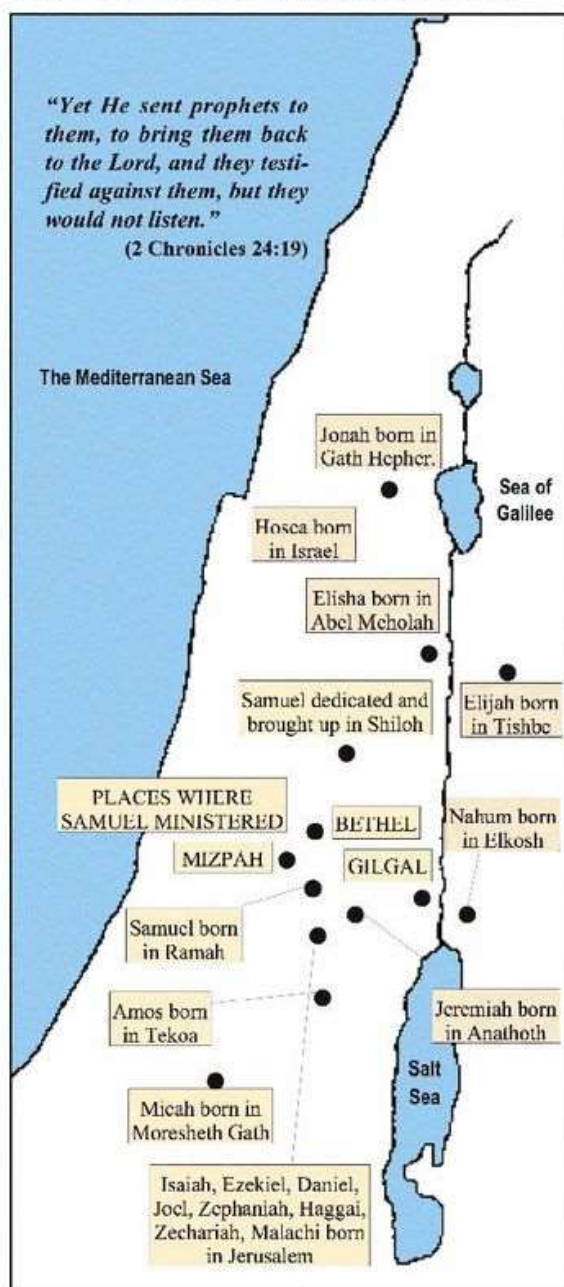 “Yet He sent prophets to
them, to bring them back
to the Lord, and they testi-
fied against them, but they
would not listen.”
(2 Chronicles 24:19)
The Mediterranean Sea
Jonah born in
Gath Hepher.
Sea of
Galilee
Hosea born
in Israel
Elisha born in
Abel Meholah
Elijah born
in Tishbe
Samuel dedicated and
brought up in Shiloh
PLACES WHERE
SAMUEL MINISTERED
BETHEL
MIZPAH
GILGAL
Nahum born
in Elkosh
Samuel born
in Ramah
Amos born
in Tekoa
Jeremiah born
in Anathoth
Salt
Sea
Micah born in
Moresheth Gath
Isaiah, Ezekiel, Daniel,
Joel, Zephaniah, Haggai,
Zechariah, Malachi born
in Jerusalem